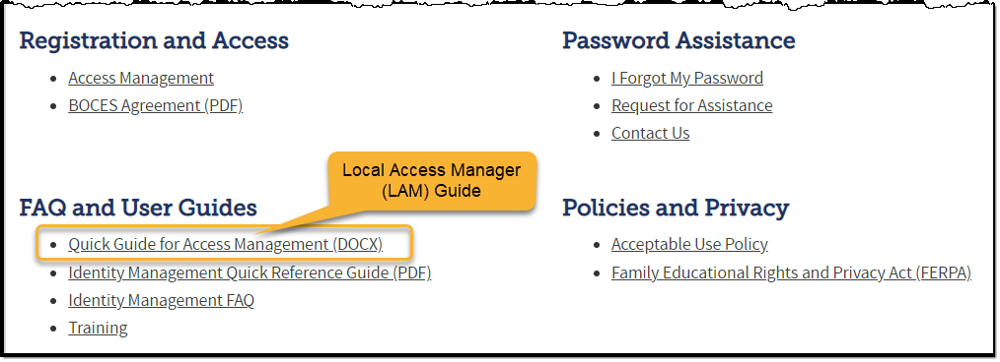 Registration and Access
Access Management
BOCES Agreement (PDF)
Password Assistance
I Forgot My Password
Request for Assistance
Contact Us
Local Access Manager
(LAM) Guide
FAQ and User Guides
Quick Guide for Access Management (DOCX)
Identity Management Quick Reference Guide (PDF)
Identity Management FAQ
Training
Policies and Privacy
Acceptable Use Policy
Family Educational Rights and Privacy Act (FERPA)